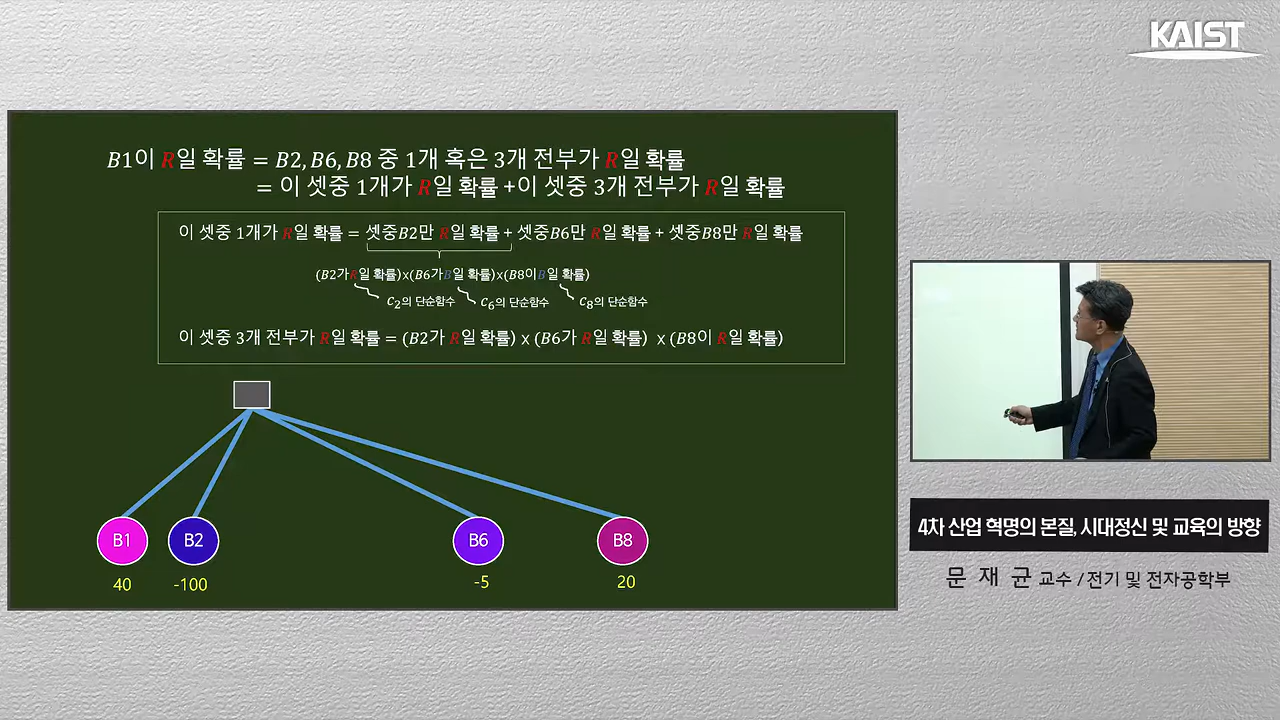 KAIST
B1이 R일 확률 = B2, B6, B8 중 1개 혹은 3개 전부가 R일 확률
= 이 셋중 1개가 R일 확률 +이 셋중 3개 전부가 R일 확률
이 셋중 1개가 R일 확률 = 셋중B2만 R일 확률 + 셋중B6만 R일 확률 + 셋중B8만 R일 확률
(B2가R일 확률)x(B6가B일 확률)x(B8이B일 확률)
c₂의 단순함수 c₆의 단순함수 c₈의 단순함수
이 셋중 3개 전부가 R일 확률 = (B2가 R일 확률) x (B6가 R일 확률) x (B8이 R일 확률)
B1 B2 B6 B8
40 -100 -5 20
4차 산업 혁명의 본질, 시대정신 및 교육의 방향
문 재 균 교수 / 전기 및 전자공학부